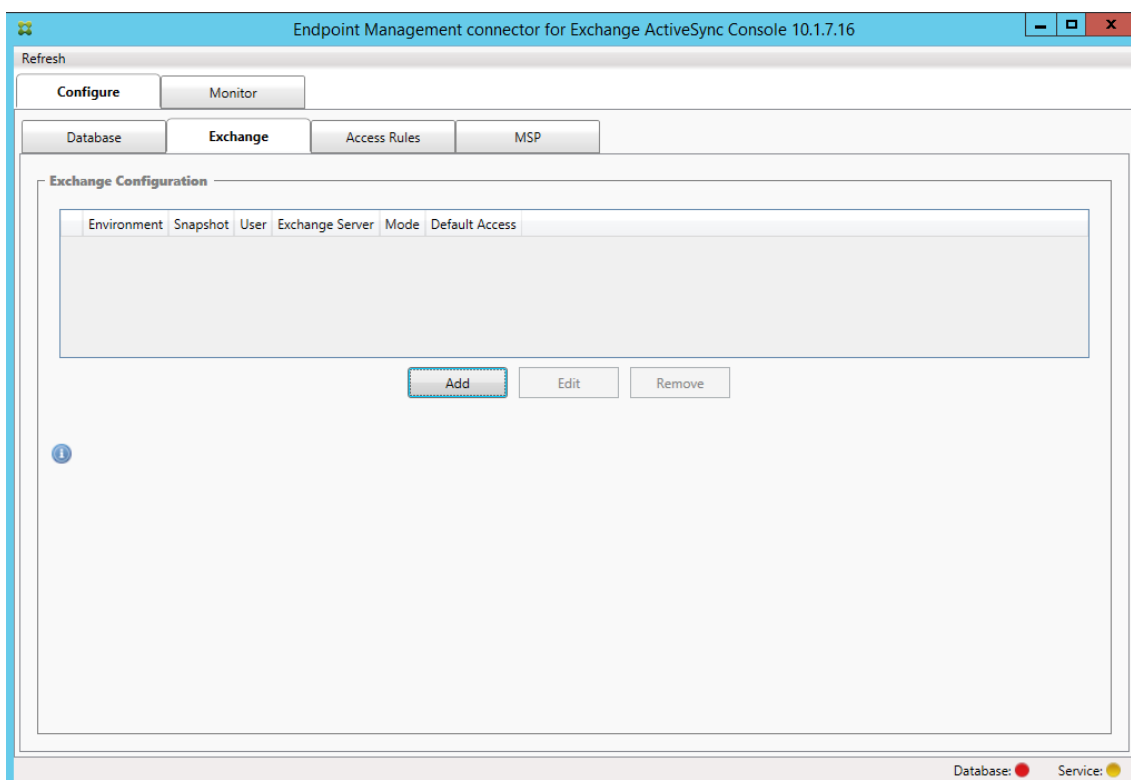 Endpoint Management connector for Exchange ActiveSync Console 10.1.7.16
Refresh
Configure Monitor
Database Exchange Access Rules MSP
Exchange Configuration
Environment Snapshot User Exchange Server Mode Default Access
Add Edit Remove
Database: Service: